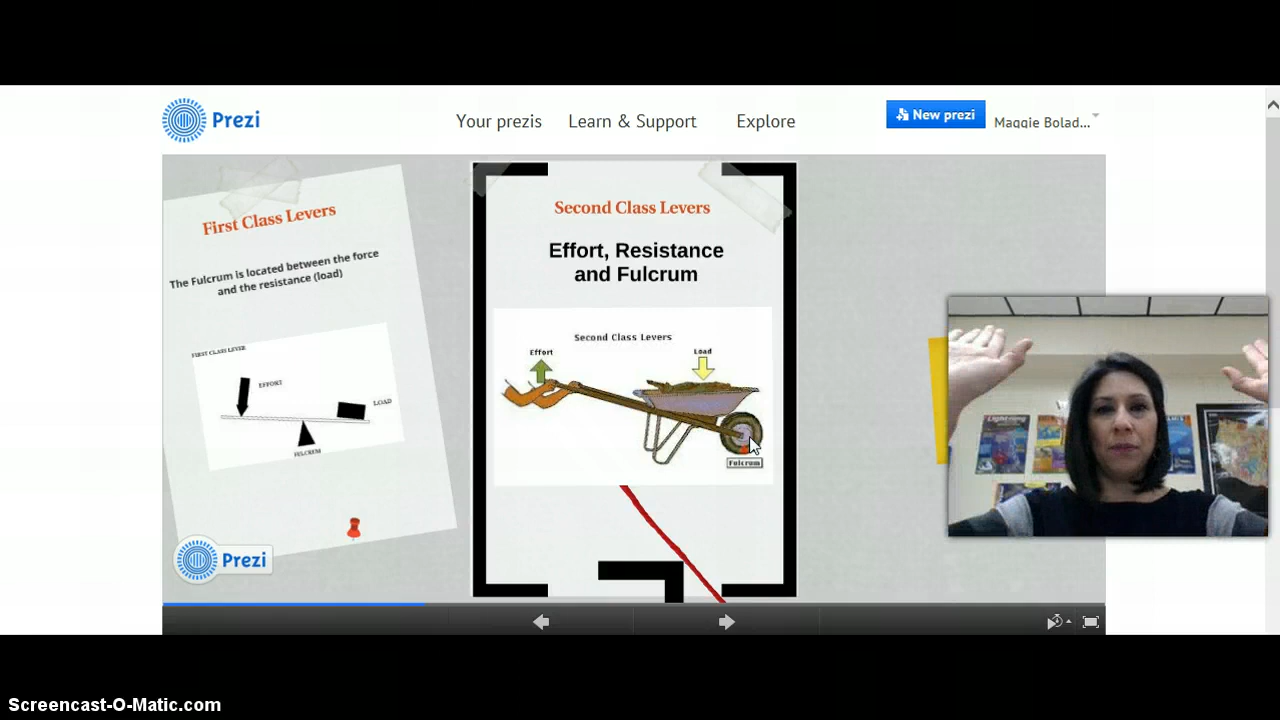 Prezi
Your prezis
Learn & Support
Explore
New prezi
Maggie Bolad...
First Class Levers
The Fulcrum is located between the force
and the resistance (load)
FIRST CLASS LEVER
EFFORT
LOAD
FULCRUM
Prezi
Second Class Levers
Effort, Resistance
and Fulcrum
Second Class Levers
Effort
Load
Fulcrum
Lightning
Screencast-O-Matic.com